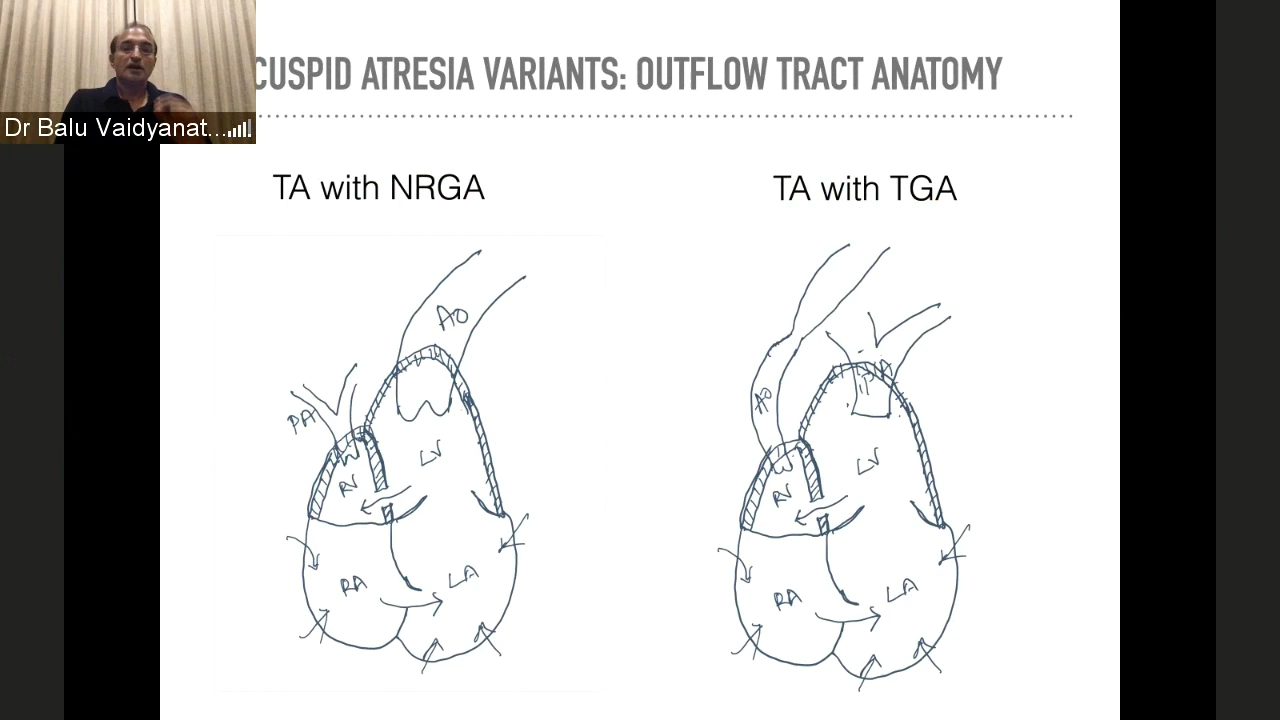 CUSPID ATRESIA VARIANTS: OUTFLOW TRACT ANATOMY
Dr Balu Vaidyanat...
TA with NRGA
TA with TGA
AO
PA
LV
RV
RA
LA
AO
PA
LV
RV
RA
LA